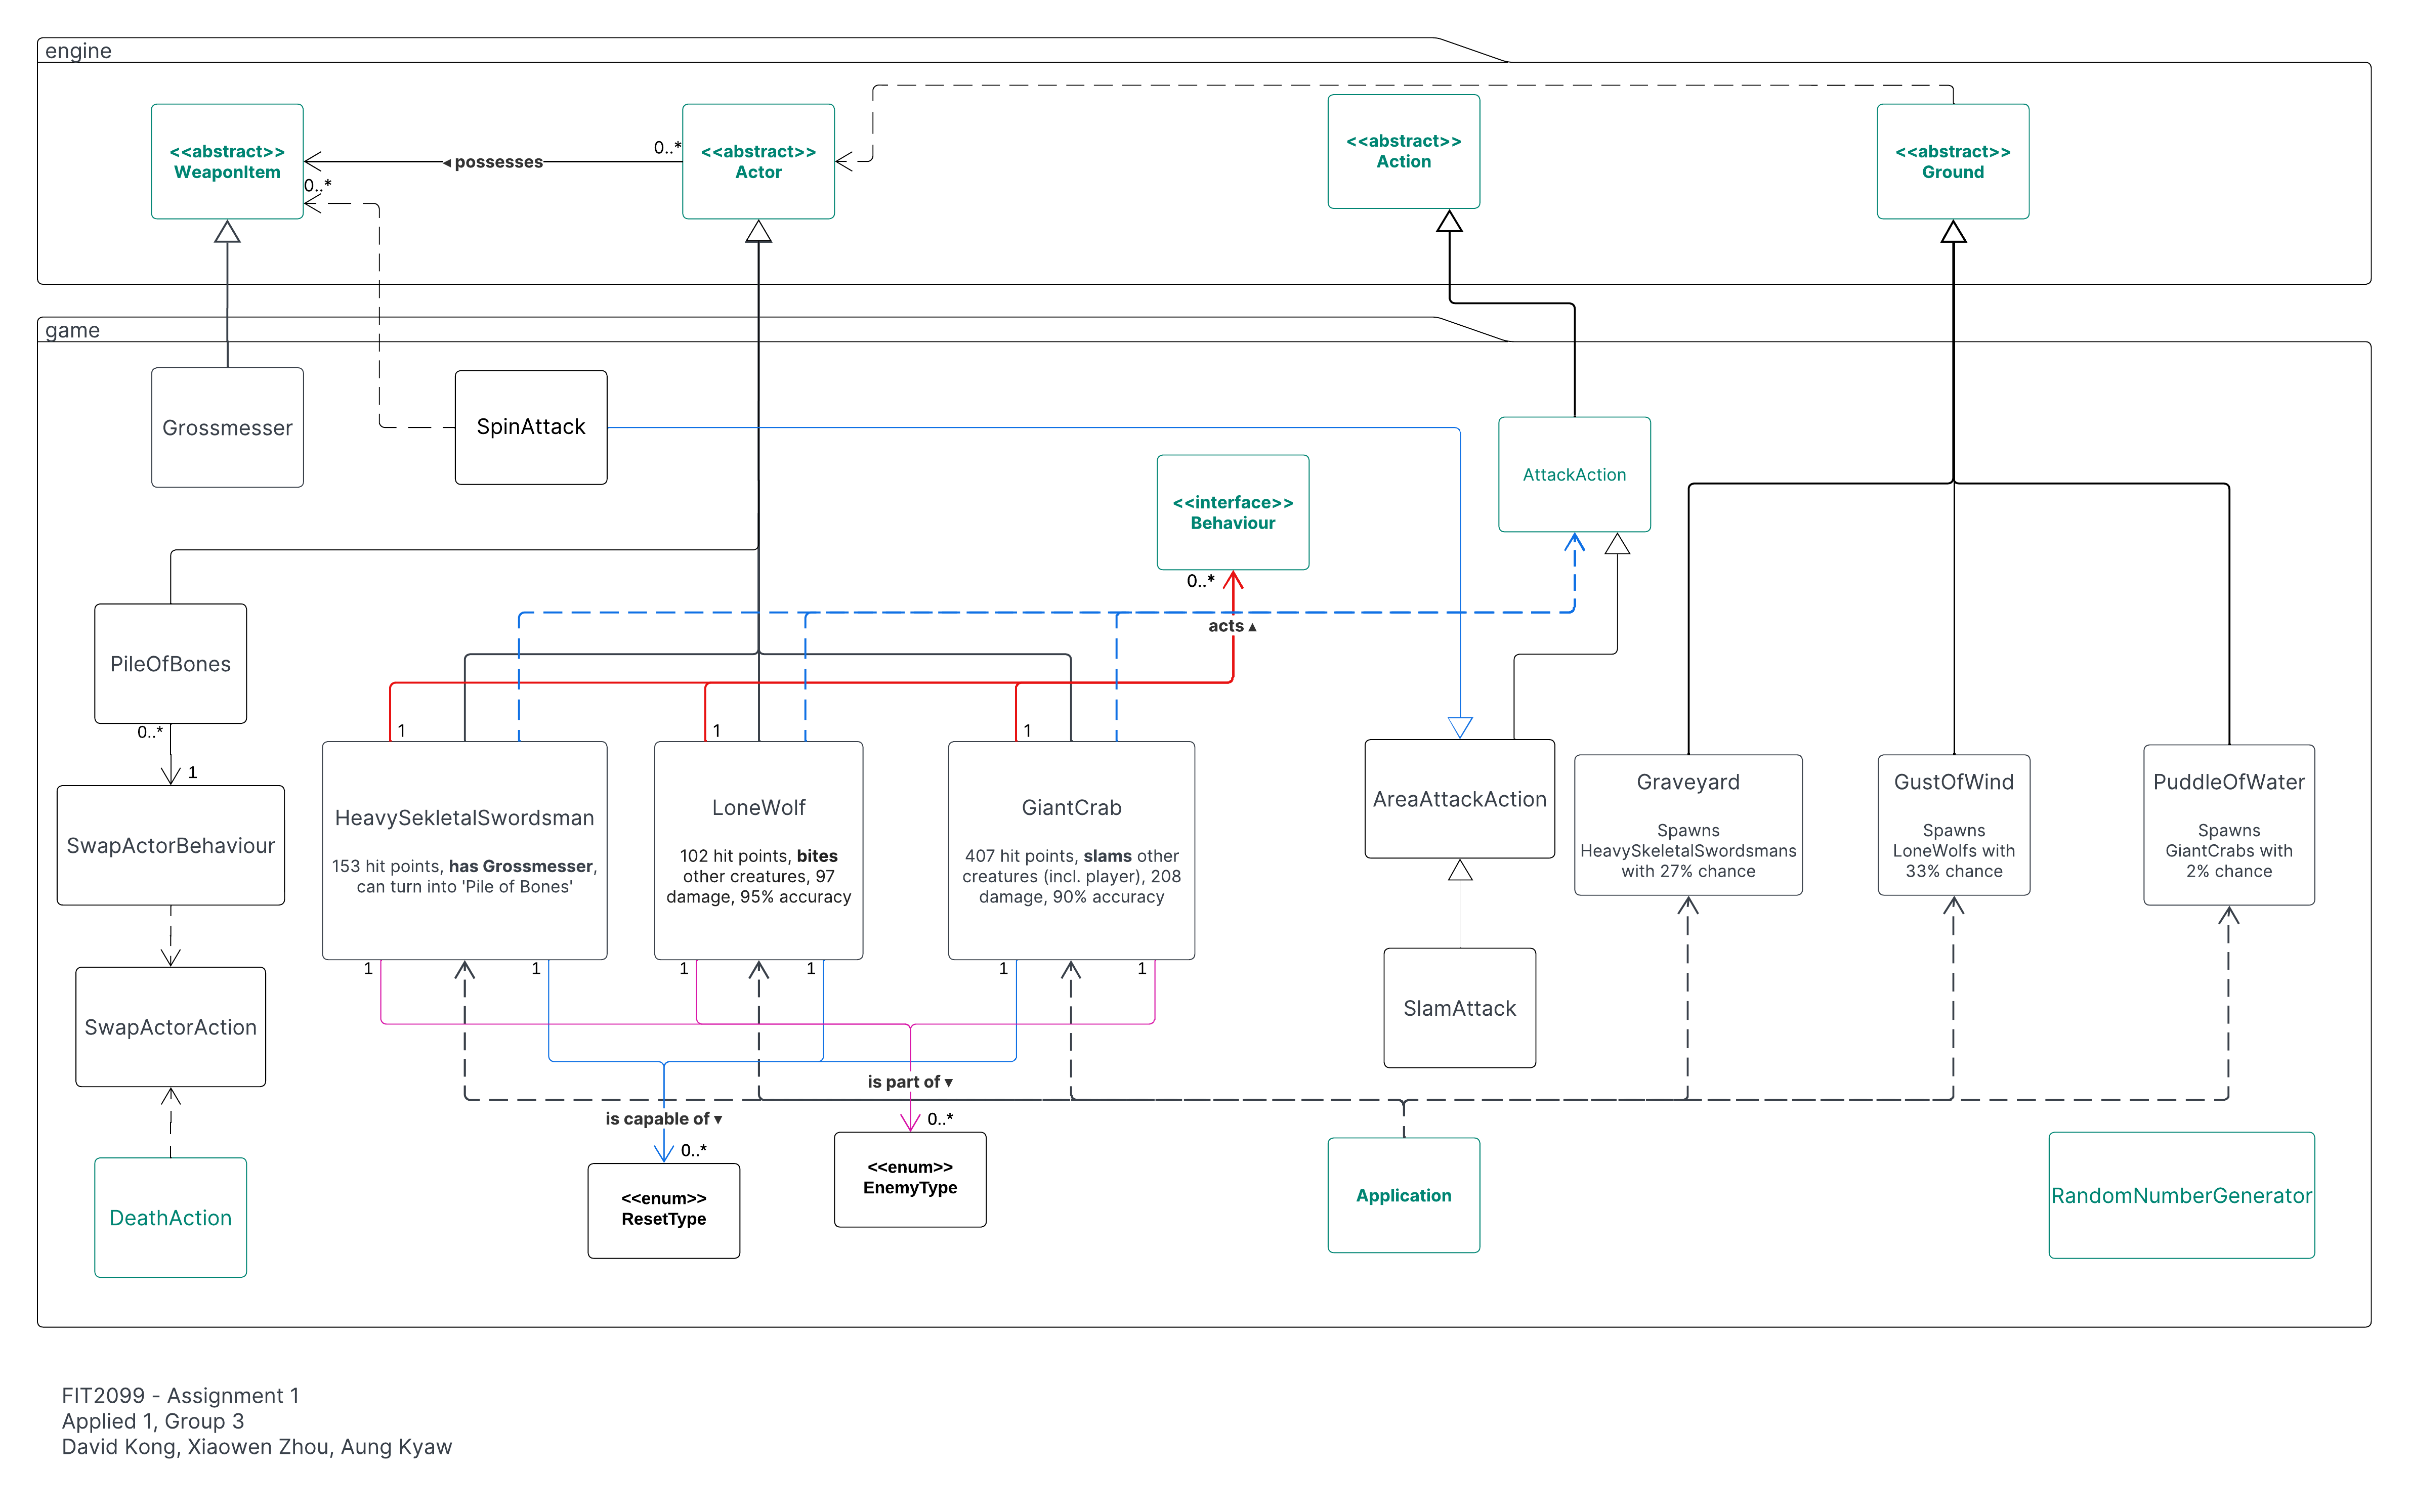 engine
<<abstract>>
WeaponItem
0..*
◂ possesses
0..*
<<abstract>>
Actor
<<abstract>>
Action
<<abstract>>
Ground
game
Grossmesser
SpinAttack
<<interface>>
Behaviour
0..*
acts ▴
AttackAction
PileOfBones
0..*
1
SwapActorBehaviour
SwapActorAction
DeathAction
1
HeavySekletalSwordsman
153 hit points, has Grossmesser,
can turn into 'Pile of Bones'
1
1
1
LoneWolf
102 hit points, bites
other creatures, 97
damage, 95% accuracy
1
1
1
GiantCrab
407 hit points, slams other
creatures (incl. player), 208
damage, 90% accuracy
1
1
AreaAttackAction
SlamAttack
Graveyard
Spawns
HeavySkeletalSwordsmans
with 27% chance
GustOfWind
Spawns
LoneWolfs with
33% chance
PuddleOfWater
Spawns
GiantCrabs with
2% chance
is part of ▾
0..*
is capable of ▾
0..*
<<enum>>
ResetType
<<enum>>
EnemyType
Application
RandomNumberGenerator
FIT2099 - Assignment 1
Applied 1, Group 3
David Kong, Xiaowen Zhou, Aung Kyaw